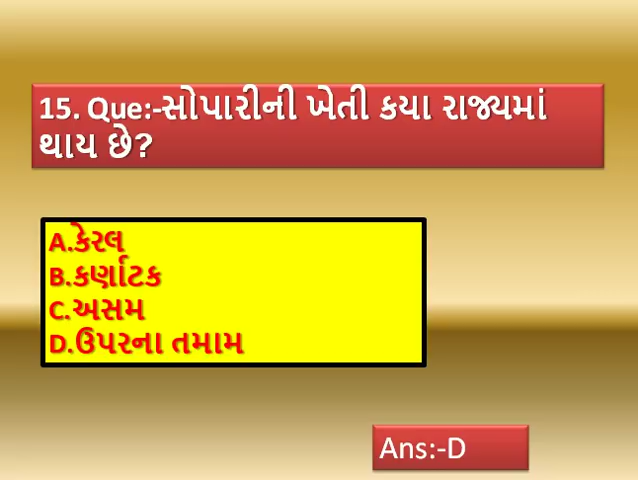 15. Que:-સોપારીની ખેતી કયા રાજ્યમાં
થાય છે?
A.કેરલ
B.કર્ણાટક
C.અસમ
D.ઉપરના તમામ
Ans:-D